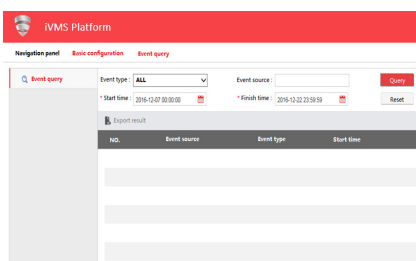 iVMS Platform
Navigation panel Basic configuration Event query
Event query
Event type : ALL Event source : Query
* Start time : 2016-12-07 00:00:00 * Finish time : 2016-12-22 23:59:59 Reset
Export result
NO. Event source Event type Start time